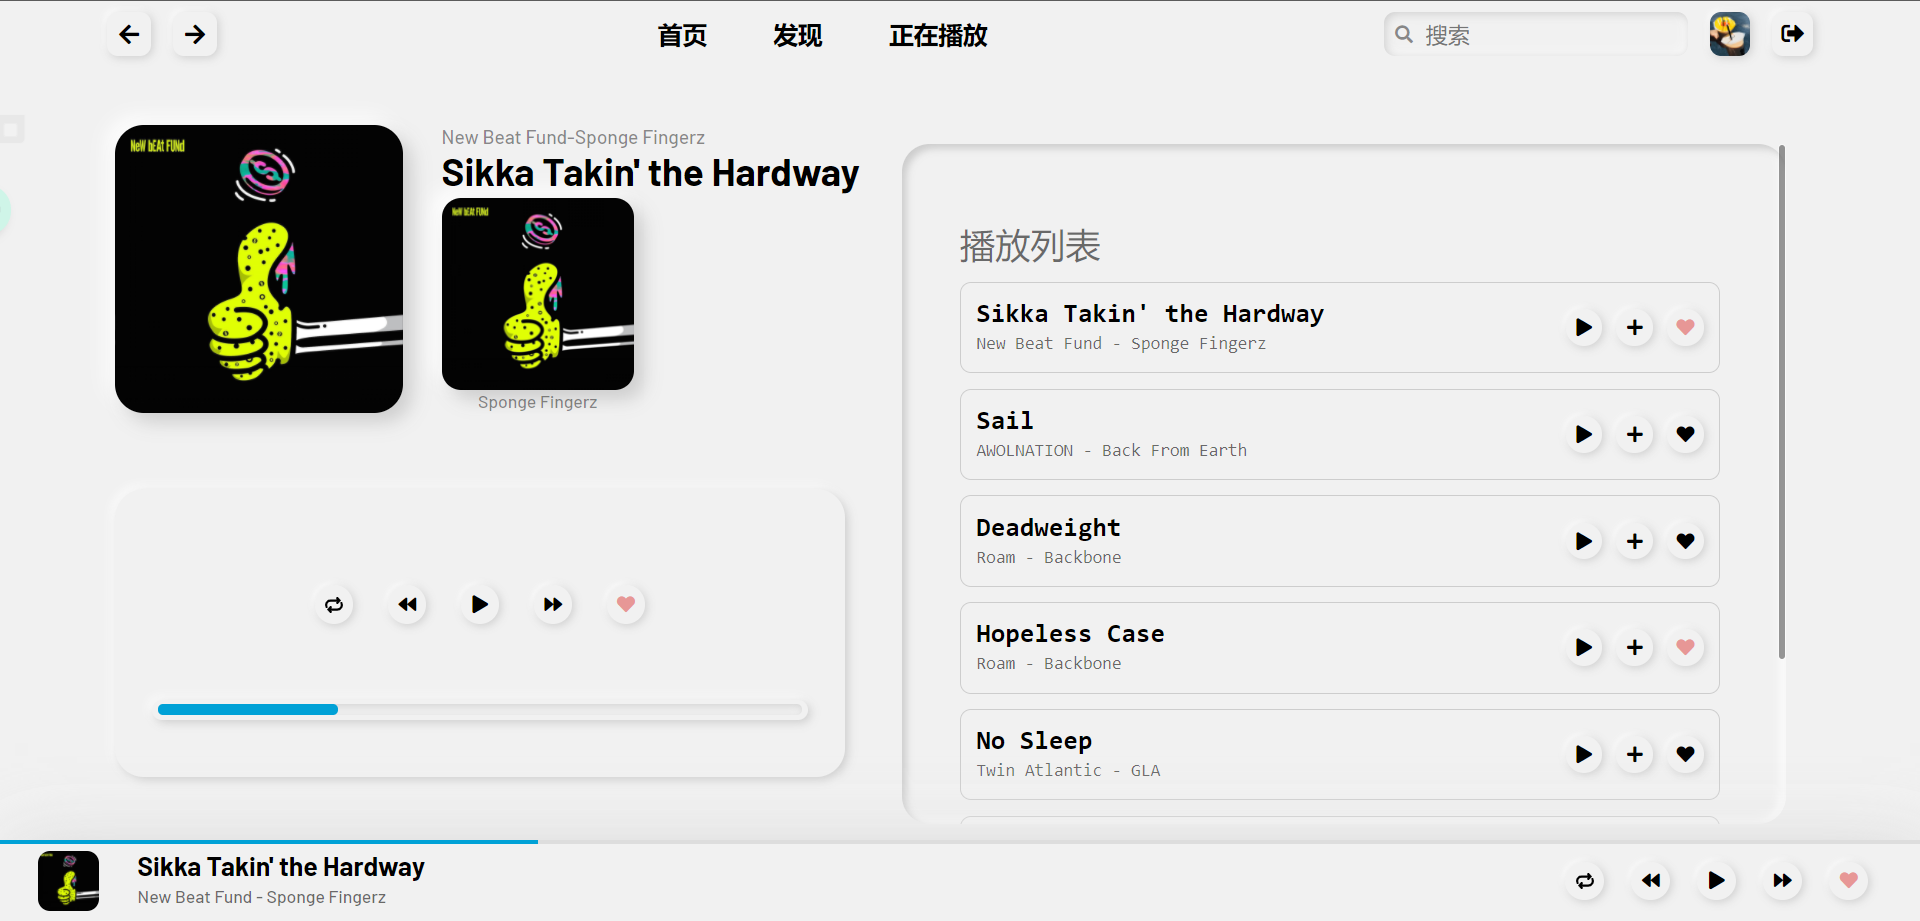 首页 发现 正在播放 搜索
NeW bEAt FUNd
New Beat Fund-Sponge Fingerz
Sikka Takin' the Hardway
NeW bEAt FUNd
Sponge Fingerz
播放列表
Sikka Takin' the Hardway
New Beat Fund - Sponge Fingerz
Sail
AWOLNATION - Back From Earth
Deadweight
Roam - Backbone
Hopeless Case
Roam - Backbone
No Sleep
Twin Atlantic - GLA
Sikka Takin' the Hardway
New Beat Fund - Sponge Fingerz